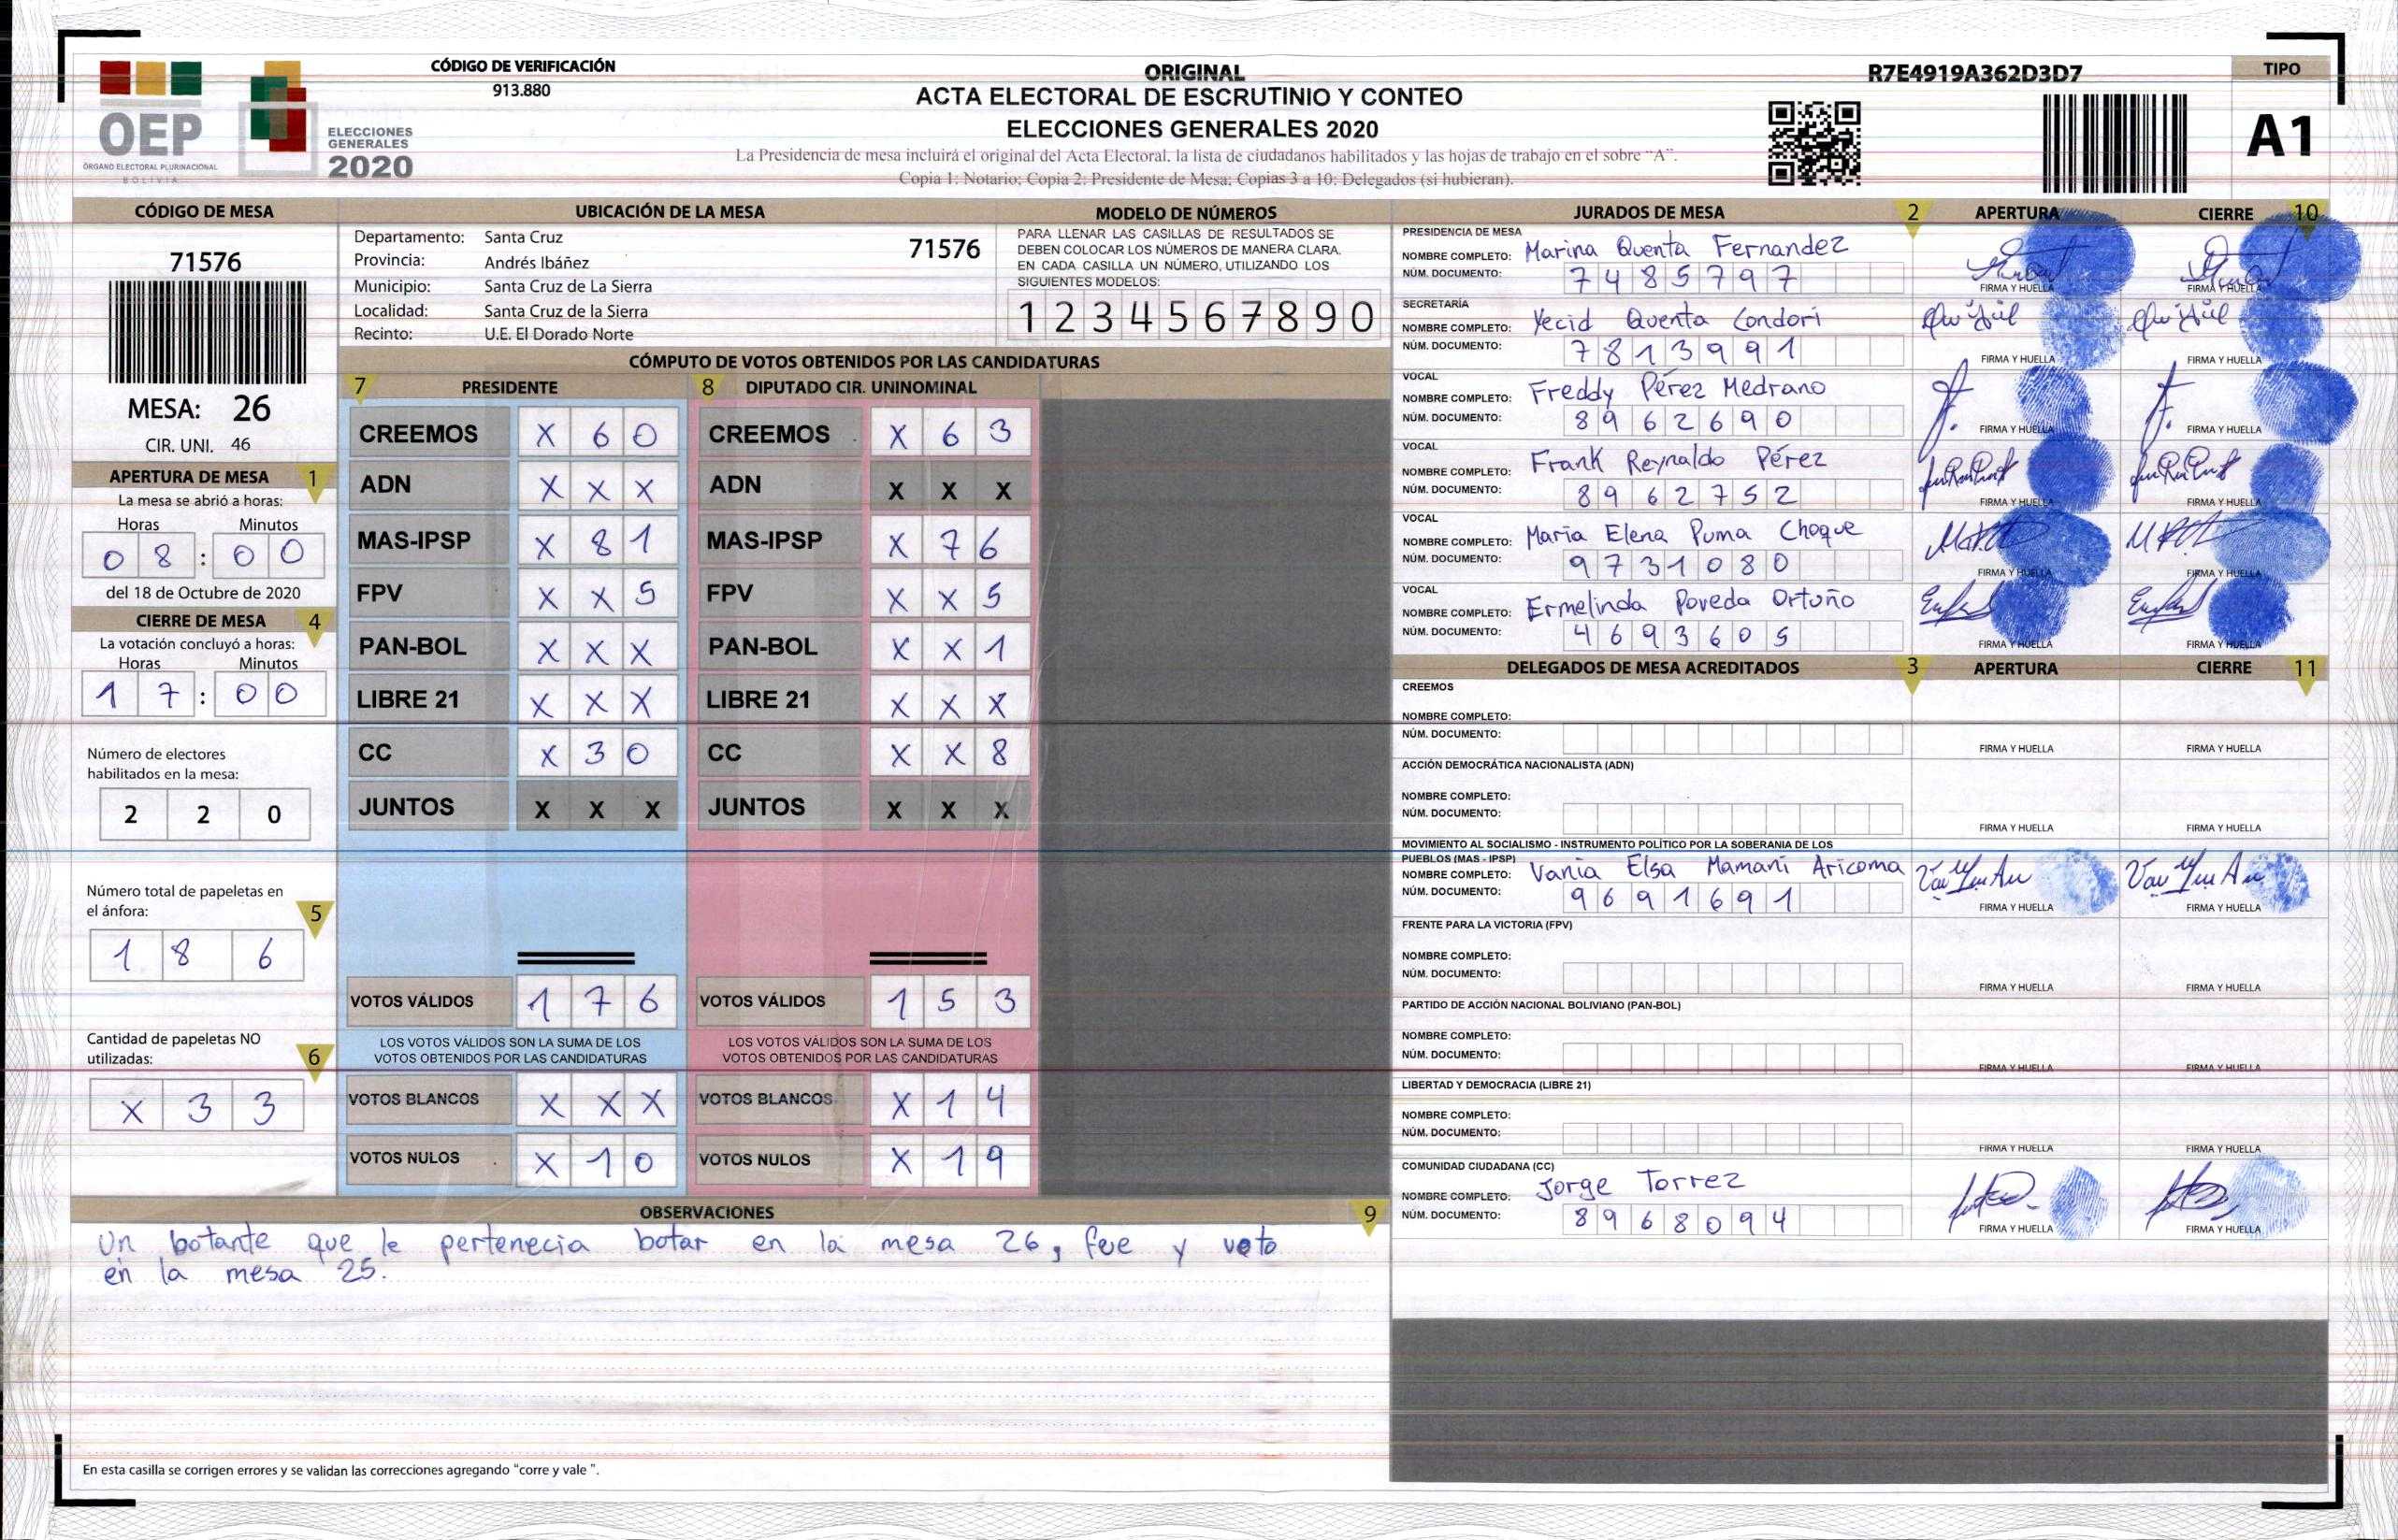 CÓDIGO DE VERIFICACIÓN
913.880
ORIGINAL
ACTA ELECTORAL DE ESCRUTINIO Y CONTEO
ELECCIONES GENERALES 2020
La Presidencia de mesa incluirá el original del Acta Electoral, la lista de ciudadanos habilitados y las hojas de trabajo en el sobre "A".
Copia 1: Notario; Copia 2: Presidente de Mesa; Copias 3 a 10: Delegados (si hubieran).
R7E4919A362D3D7
TIPO
A1
OEP
ÓRGANO ELECTORAL PLURINACIONAL
BOLIVIA
ELECCIONES
GENERALES
2020
CÓDIGO DE MESA
71576
MESA: 26
CIR. UNI. 46
APERTURA DE MESA 1
La mesa se abrió a horas:
Horas Minutos
08:00
del 18 de Octubre de 2020
CIERRE DE MESA 4
La votación concluyó a horas:
Horas Minutos
17:00
Número de electores
habilitados en la mesa:
2 2 0
Número total de papeletas en
el ánfora: 5
1 8 6
Cantidad de papeletas NO
utilizadas: 6
X 3 3
UBICACIÓN DE LA MESA
Departamento: Santa Cruz 71576
Provincia: Andrés Ibáñez
Municipio: Santa Cruz de La Sierra
Localidad: Santa Cruz de la Sierra
Recinto: U.E. El Dorado Norte
MODELO DE NÚMEROS
PARA LLENAR LAS CASILLAS DE RESULTADOS SE
DEBEN COLOCAR LOS NÚMEROS DE MANERA CLARA.
EN CADA CASILLA UN NÚMERO, UTILIZANDO LOS
SIGUIENTES MODELOS:
1 2 3 4 5 6 7 8 9 0
CÓMPUTO DE VOTOS OBTENIDOS POR LAS CANDIDATURAS
7 PRESIDENTE 8 DIPUTADO CIR. UNINOMINAL
CREEMOS X 6 0 CREEMOS X 6 3
ADN X X X ADN X X X
MAS-IPSP X 8 1 MAS-IPSP X 7 6
FPV X X 5 FPV X X 5
PAN-BOL X X X PAN-BOL X X 1
LIBRE 21 X X X LIBRE 21 X X X
CC X 3 0 CC X X 8
JUNTOS X X X JUNTOS X X X
VOTOS VÁLIDOS 1 7 6 VOTOS VÁLIDOS 1 5 3
LOS VOTOS VÁLIDOS SON LA SUMA DE LOS LOS VOTOS VÁLIDOS SON LA SUMA DE LOS
VOTOS OBTENIDOS POR LAS CANDIDATURAS VOTOS OBTENIDOS POR LAS CANDIDATURAS
VOTOS BLANCOS X X X VOTOS BLANCOS X 1 4
VOTOS NULOS X 1 0 VOTOS NULOS X 1 9
OBSERVACIONES 9
Un botante que le pertenecia botar en la mesa 26, fue y voto
en la mesa 25.
En esta casilla se corrigen errores y se validan las correcciones agregando "corre y vale ".
JURADOS DE MESA 2 APERTURA CIERRE 10
PRESIDENCIA DE MESA
NOMBRE COMPLETO: Marina Quenta Fernandez
NÚM. DOCUMENTO: 7485797
FIRMA Y HUELLA FIRMA Y HUELLA
SECRETARÍA
NOMBRE COMPLETO: Yecid Quenta Condori
NÚM. DOCUMENTO: 7813991
FIRMA Y HUELLA FIRMA Y HUELLA
VOCAL
NOMBRE COMPLETO: Freddy Pérez Medrano
NÚM. DOCUMENTO: 8962690
FIRMA Y HUELLA FIRMA Y HUELLA
VOCAL
NOMBRE COMPLETO: Frank Reynaldo Pérez
NÚM. DOCUMENTO: 8962752
FIRMA Y HUELLA FIRMA Y HUELLA
VOCAL
NOMBRE COMPLETO: María Elena Puma Choque
NÚM. DOCUMENTO: 9731080
FIRMA Y HUELLA FIRMA Y HUELLA
VOCAL
NOMBRE COMPLETO: Ermelinda Poveda Ortuño
NÚM. DOCUMENTO: 4693605
FIRMA Y HUELLA FIRMA Y HUELLA
DELEGADOS DE MESA ACREDITADOS 3 APERTURA CIERRE 11
CREEMOS
NOMBRE COMPLETO:
NÚM. DOCUMENTO:
FIRMA Y HUELLA FIRMA Y HUELLA
ACCIÓN DEMOCRÁTICA NACIONALISTA (ADN)
NOMBRE COMPLETO:
NÚM. DOCUMENTO:
FIRMA Y HUELLA FIRMA Y HUELLA
MOVIMIENTO AL SOCIALISMO - INSTRUMENTO POLÍTICO POR LA SOBERANIA DE LOS
PUEBLOS (MAS - IPSP)
NOMBRE COMPLETO: Vania Elsa Mamani Aricoma
NÚM. DOCUMENTO: 9691691
FIRMA Y HUELLA FIRMA Y HUELLA
FRENTE PARA LA VICTORIA (FPV)
NOMBRE COMPLETO:
NÚM. DOCUMENTO:
FIRMA Y HUELLA FIRMA Y HUELLA
PARTIDO DE ACCIÓN NACIONAL BOLIVIANO (PAN-BOL)
NOMBRE COMPLETO:
NÚM. DOCUMENTO:
FIRMA Y HUELLA FIRMA Y HUELLA
LIBERTAD Y DEMOCRACIA (LIBRE 21)
NOMBRE COMPLETO:
NÚM. DOCUMENTO:
FIRMA Y HUELLA FIRMA Y HUELLA
COMUNIDAD CIUDADANA (CC)
NOMBRE COMPLETO: Jorge Torrez
NÚM. DOCUMENTO: 8968094
FIRMA Y HUELLA FIRMA Y HUELLA